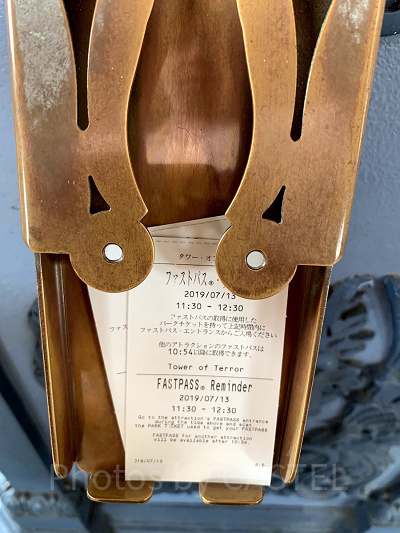 タワー・オブ
ファストパス®
2019/07/13
11:30 - 12:30
ファストパスの取得に使用した
パークチケットを持って上記時間内に
ファストパス・エントランスからご入場ください。
他のアトラクションのファストパスは
10:54以降に取得できます。
Tower of Terror
FASTPASS® Reminder
2019/07/13
11:30 - 12:30
Go to the attraction's FASTPASS entrance
during the time above and scan
the PARK TICKET used to get your FASTPASS
FASTPASS for another attraction
will be available after 10:54.
019/07/13
Photos by CASTEL